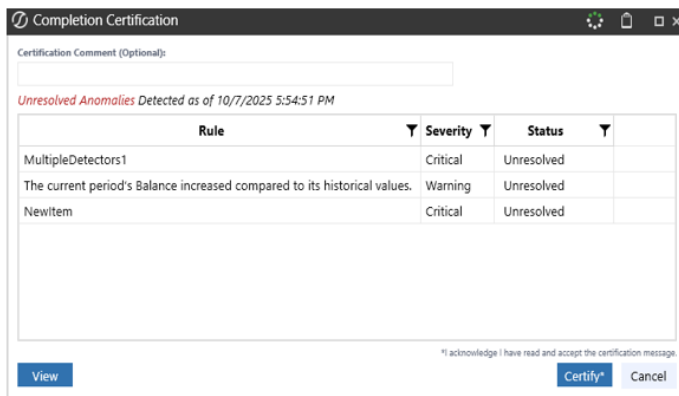 Completion Certification
Certification Comment (Optional):
Unresolved Anomalies Detected as of 10/7/2025 5:54:51 PM
Rule Severity Status
MultipleDetectors1 Critical Unresolved
The current period's Balance increased compared to its historical values. Warning Unresolved
NewItem Critical Unresolved
*I acknowledge I have read and accept the certification message.
View Certify* Cancel